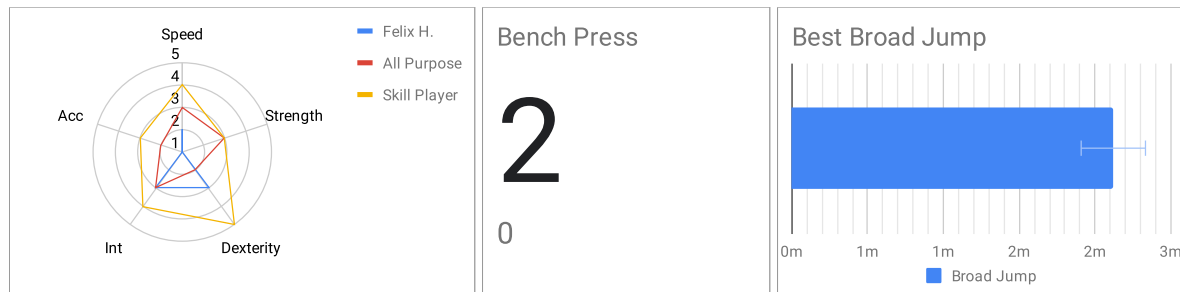 Speed
5
4
3
2
1
Acc
Strength
Int
Dexterity
Felix H.
All Purpose
Skill Player
Bench Press
2
0
Best Broad Jump
0m 1m 1m 2m 2m 3m
Broad Jump